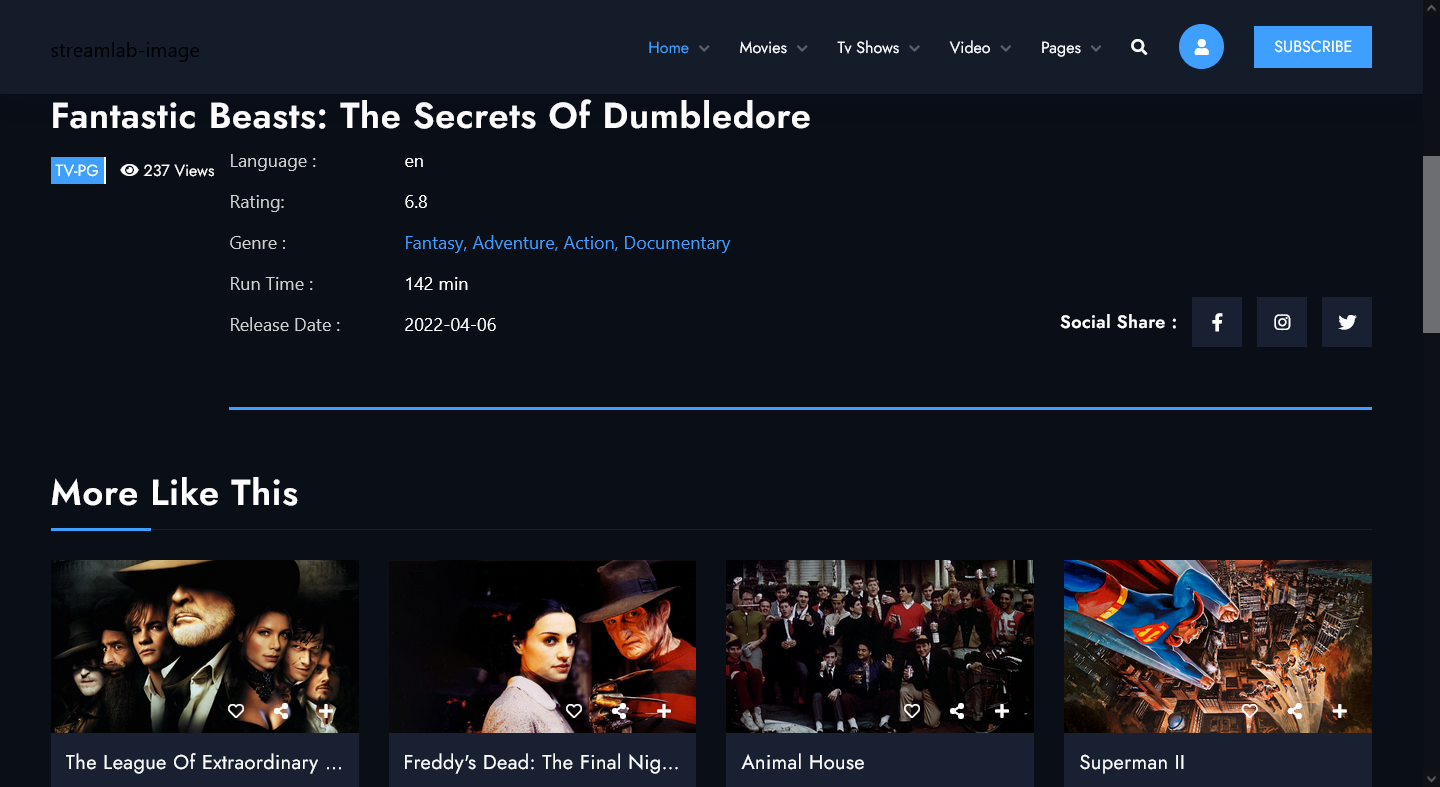 streamlab-image
Home Movies Tv Shows Video Pages SUBSCRIBE
Fantastic Beasts: The Secrets Of Dumbledore
TV-PG 237 Views
Language : en
Rating: 6.8
Genre : Fantasy, Adventure, Action, Documentary
Run Time : 142 min
Release Date : 2022-04-06
Social Share :
More Like This
The League Of Extraordinary ...
Freddy's Dead: The Final Nig...
Animal House
Superman II